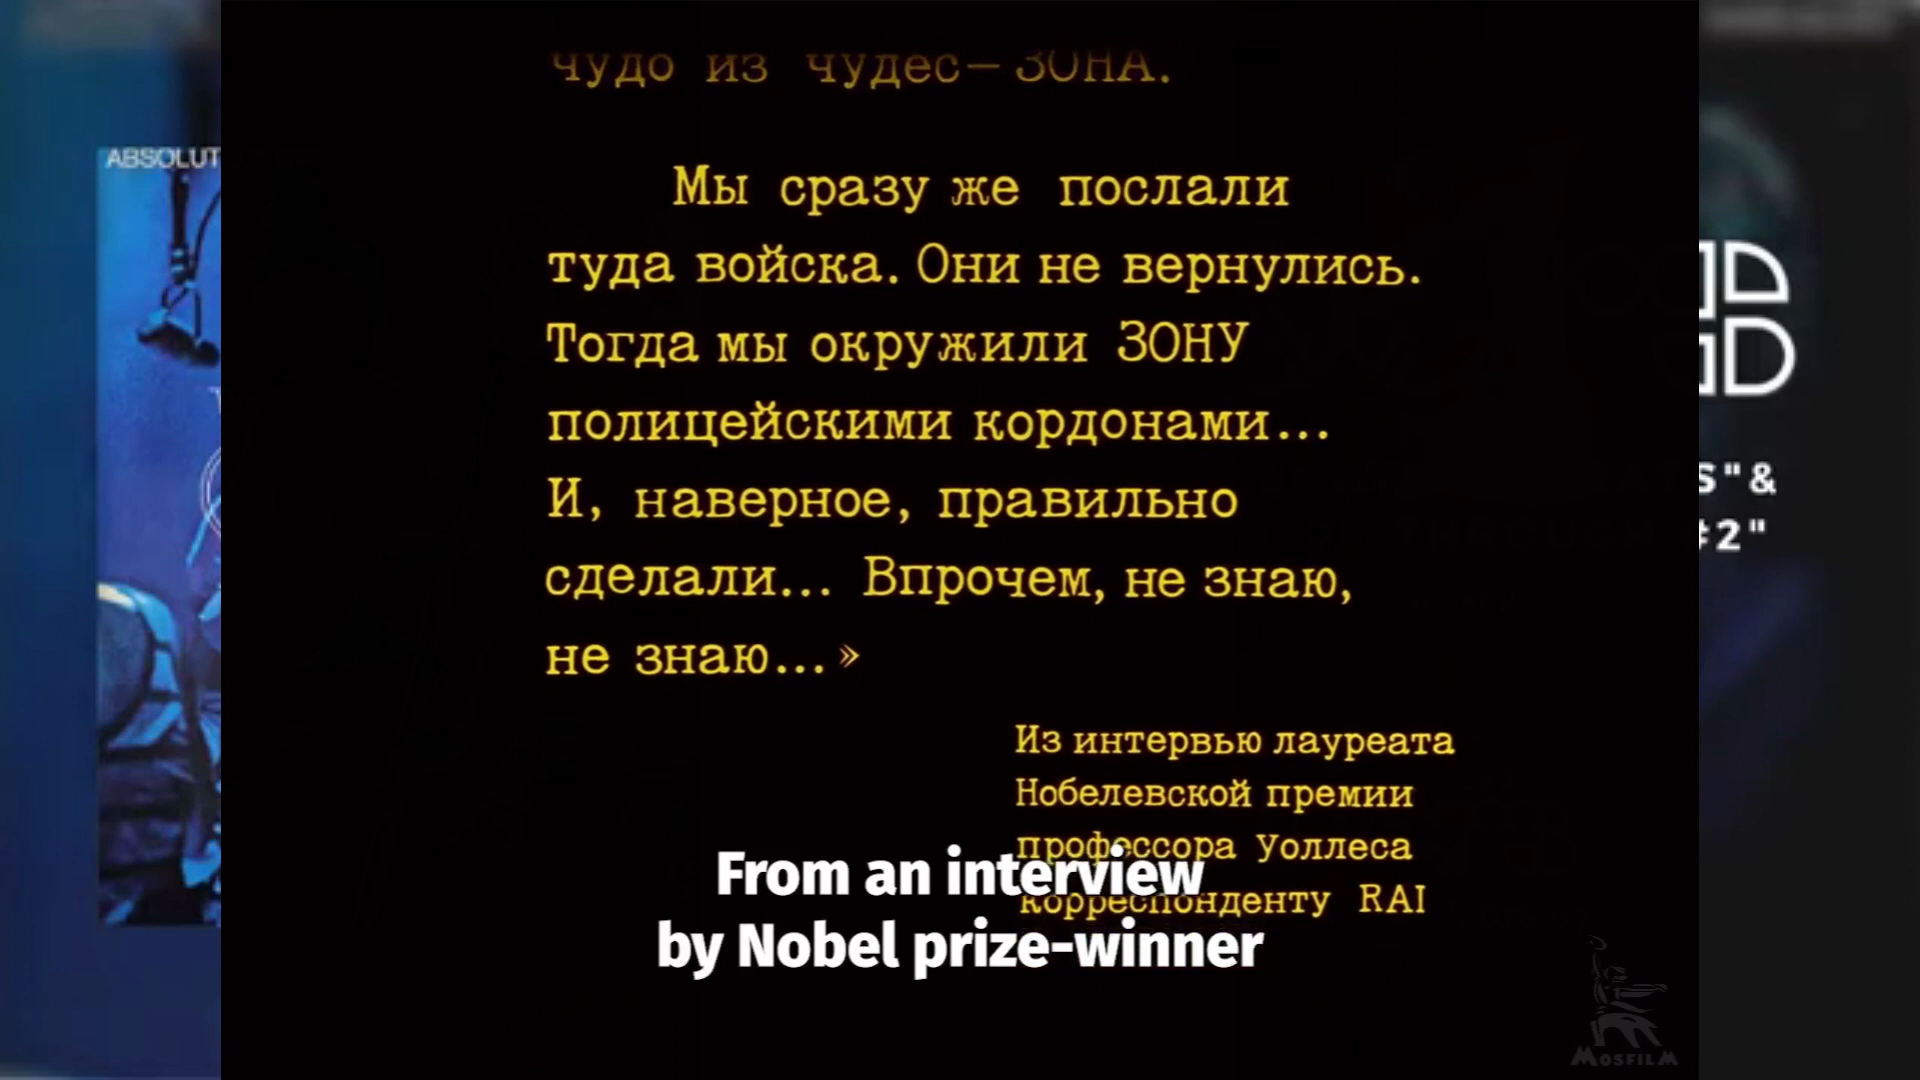 чудо из чудес — ЗОНА.
ABSOLUT
Мы сразу же послали
туда войска. Они не вернулись.
Тогда мы окружили ЗОНУ
полицейскими кордонами...
И, наверное, правильно
сделали... Впрочем, не знаю,
не знаю...»
S"&
#2"
Из интервью лауреата
Нобелевской премии
профессора Уоллеса
корреспонденту RAI
From an interview
by Nobel prize-winner
MOSFILM